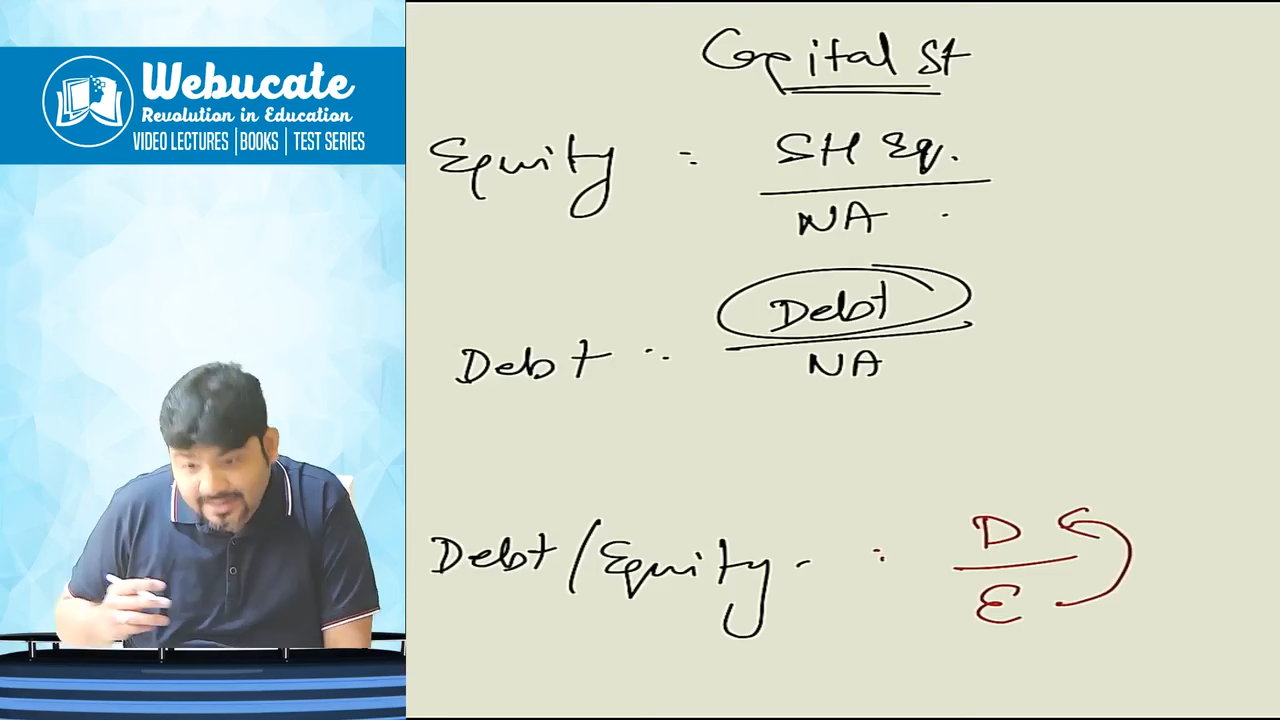 Webucate
Revolution in Education
VIDEO LECTURES | BOOKS | TEST SERIES
Capital St
Equity = SH Eq.
NA
Debt = Debt
NA
Debt/Equity = D
E